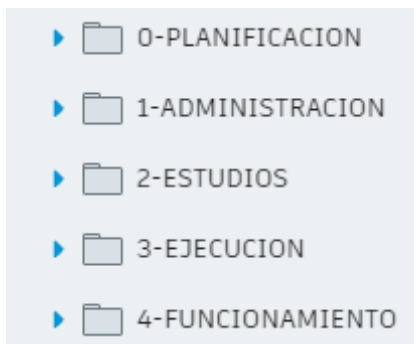 0-PLANIFICACION
1-ADMINISTRACION
2-ESTUDIOS
3-EJECUCION
4-FUNCIONAMIENTO